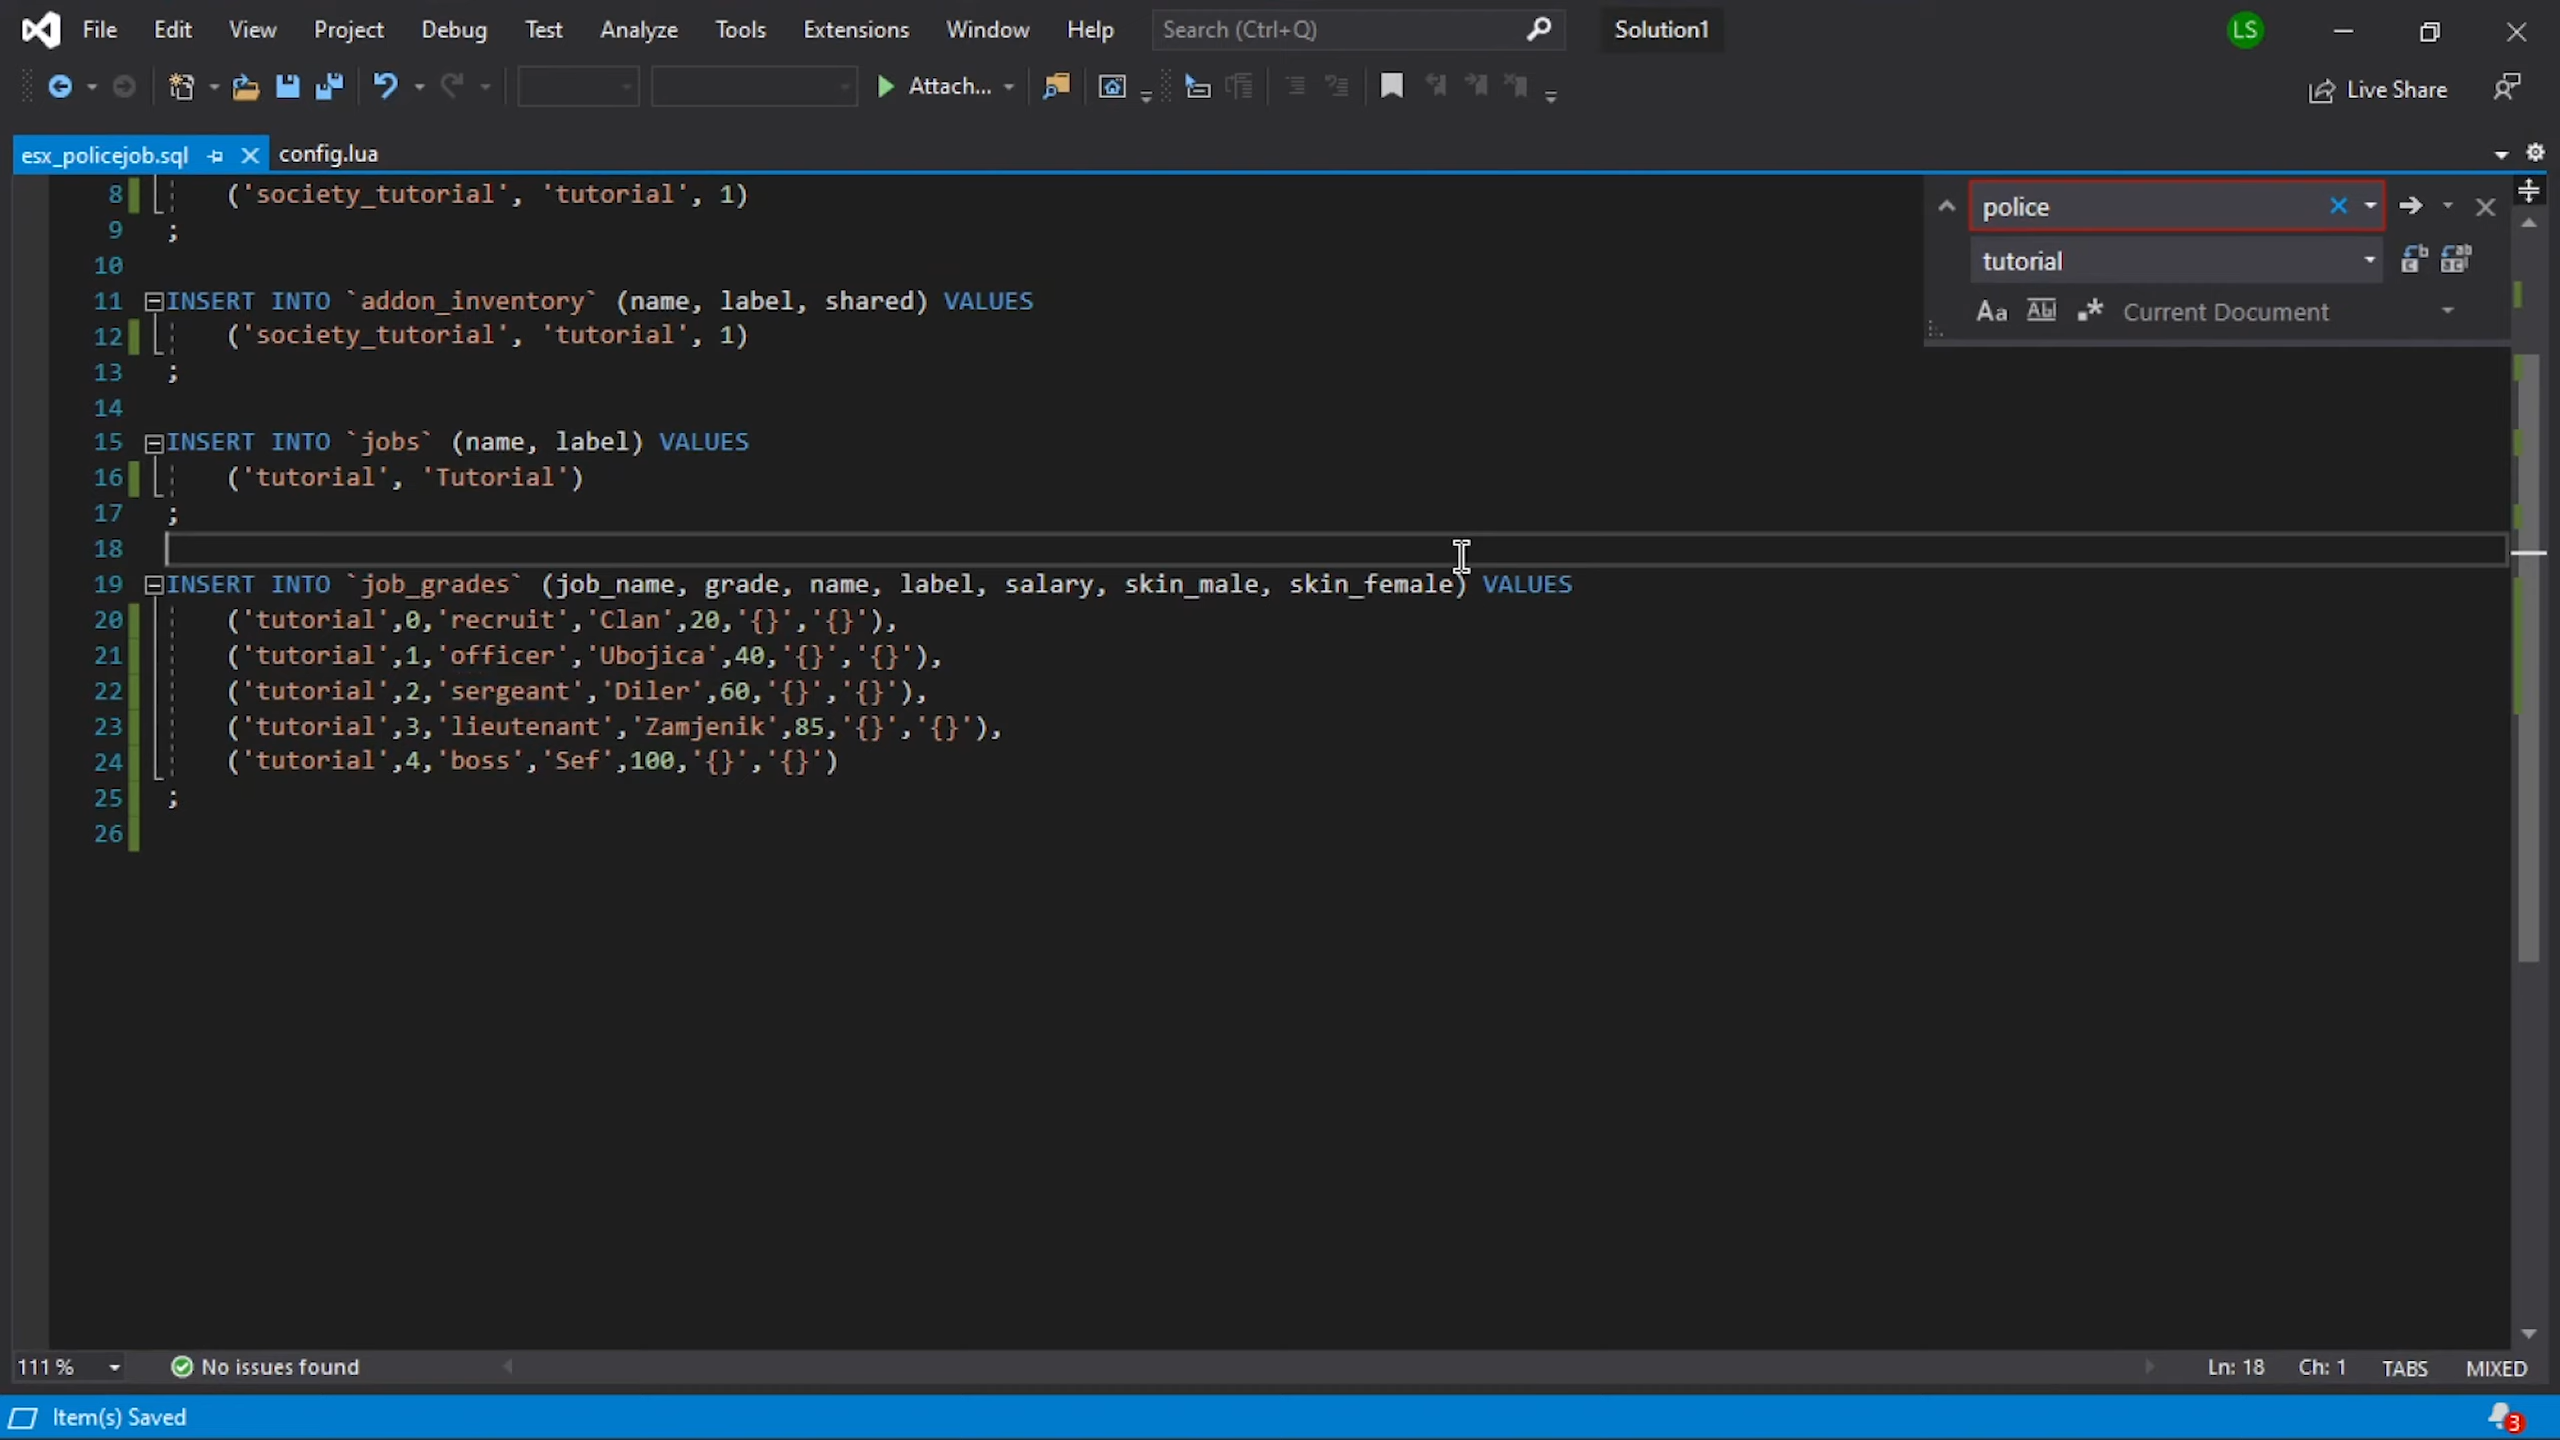 File Edit View Project Debug Test Analyze Tools Extensions Window Help Search (Ctrl+Q) Solution1 LS
Attach... Live Share
esx_policejob.sql config.lua
8 ('society_tutorial', 'tutorial', 1)
9 ;
10
11 INSERT INTO `addon_inventory` (name, label, shared) VALUES
12 ('society_tutorial', 'tutorial', 1)
13 ;
14
15 INSERT INTO `jobs` (name, label) VALUES
16 ('tutorial', 'Tutorial')
17 ;
18
19 INSERT INTO `job_grades` (job_name, grade, name, label, salary, skin_male, skin_female) VALUES
20 ('tutorial',0,'recruit','Clan',20,'{}','{}'),
21 ('tutorial',1,'officer','Ubojica',40,'{}','{}'),
22 ('tutorial',2,'sergeant','Diler',60,'{}','{}'),
23 ('tutorial',3,'lieutenant','Zamjenik',85,'{}','{}'),
24 ('tutorial',4,'boss','Sef',100,'{}','{}')
25 ;
26
police
tutorial
Aa Abl .* Current Document
111 % No issues found Ln: 18 Ch: 1 TABS MIXED
Item(s) Saved 3